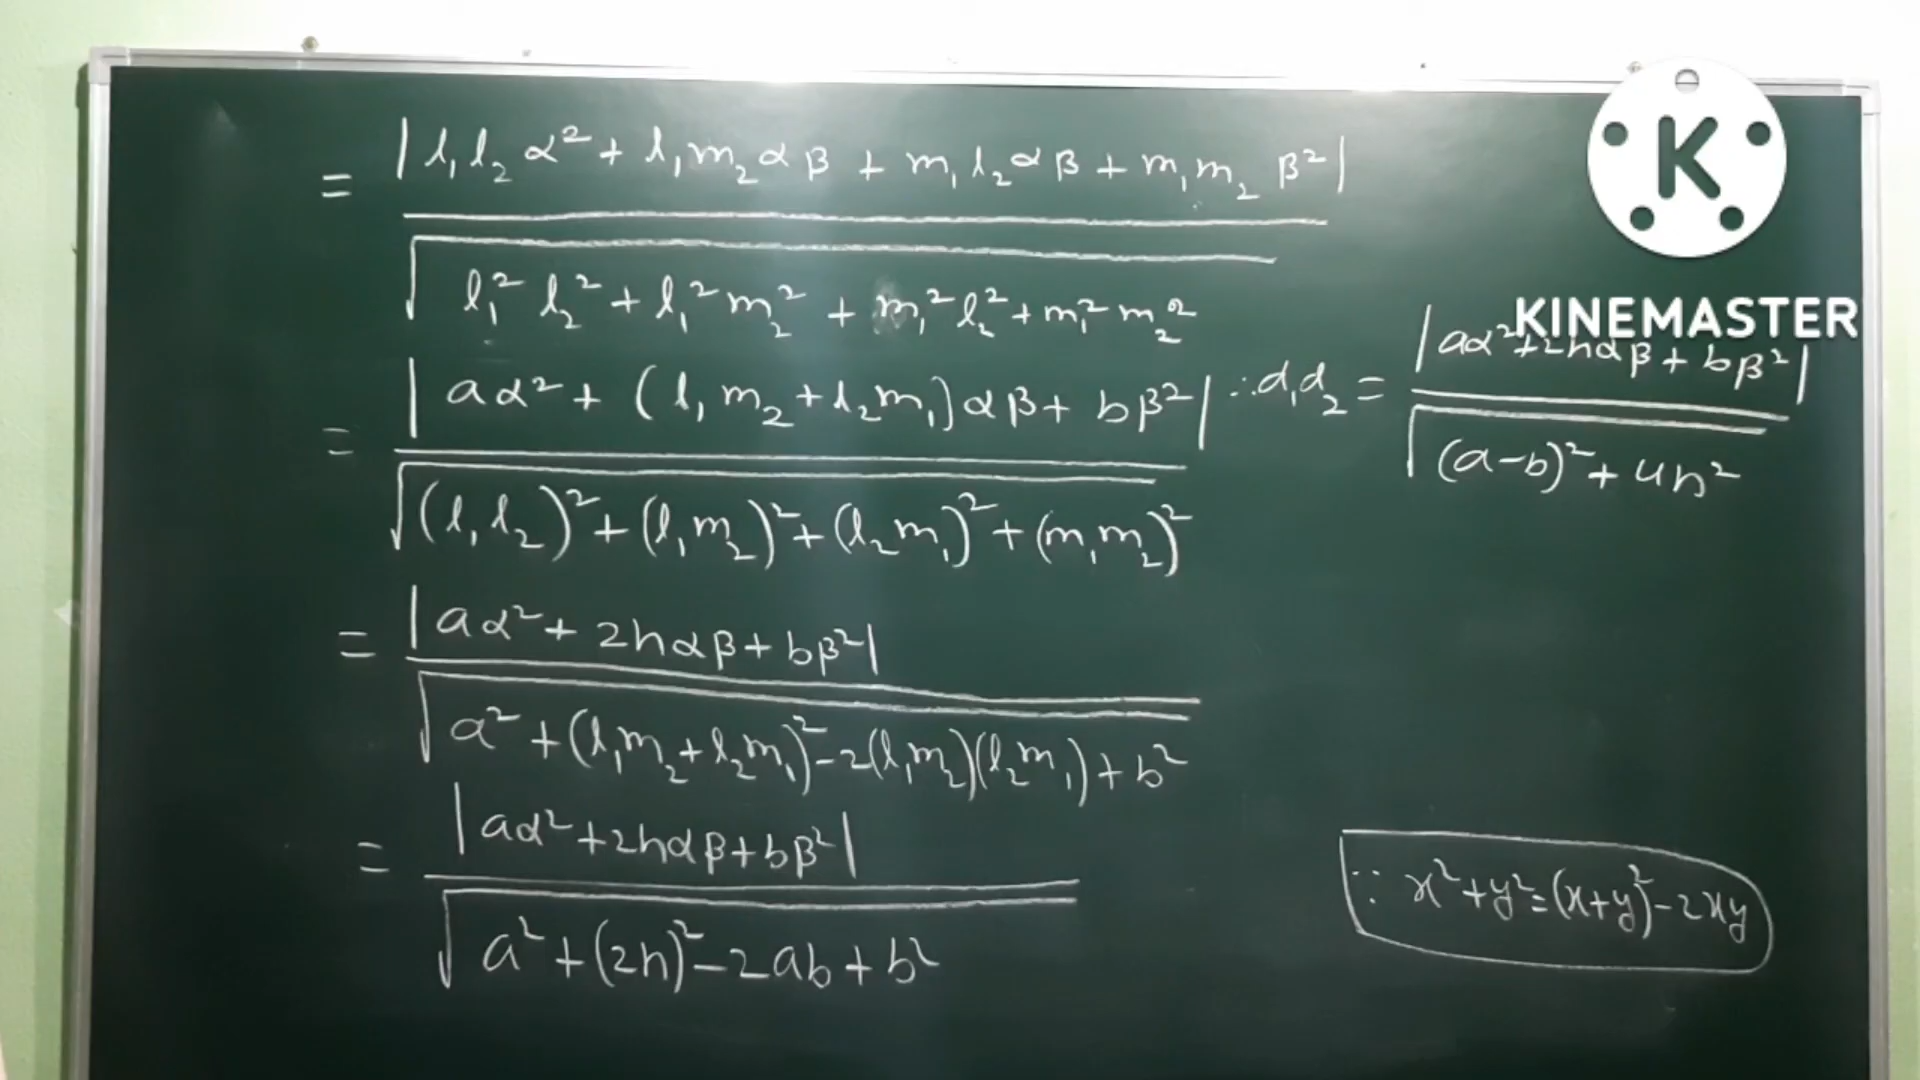 = |l₁l₂α² + l₁m₂αβ + m₁l₂αβ + m₁m₂β²|
√(l₁²l₂² + l₁²m₂² + m₁²l₂² + m₁²m₂²)
= |aα² + (l₁m₂ + l₂m₁)αβ + bβ²|
√((l₁l₂)² + (l₁m₂)² + (l₂m₁)² + (m₁m₂)²)
= |aα² + 2hαβ + bβ²|
√(a² + (l₁m₂ + l₂m₁)² - 2(l₁m₂)(l₂m₁) + b²)
= |aα² + 2hαβ + bβ²|
√(a² + (2h)² - 2ab + b²)
K
KINEMASTER
∴ d₁d₂ = |aα² + 2hαβ + bβ²|
√((a-b)² + 4h²)
∵ x² + y² = (x+y)² - 2xy